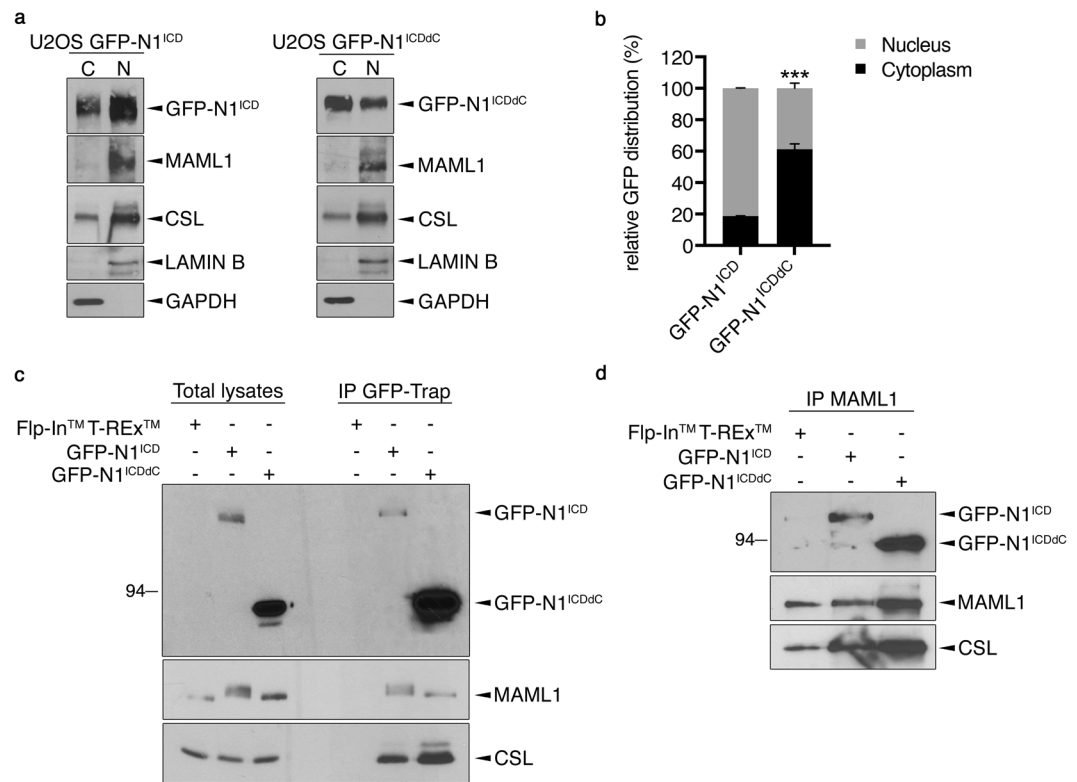 a
U2OS GFP-N1ICD
C N
GFP-N1ICD
MAML1
CSL
LAMIN B
GAPDH
U2OS GFP-N1ICDdC
C N
GFP-N1ICDdC
MAML1
CSL
LAMIN B
GAPDH
b
relative GFP distribution (%)
120
100
80
60
40
20
0
***
GFP-N1ICD
GFP-N1ICDdC
Nucleus
Cytoplasm
c
Total lysates IP GFP-Trap
Flp-In™ T-REx™ + - - + - -
GFP-N1ICD - + - - + -
GFP-N1ICDdC - - + - - +
GFP-N1ICD
94
GFP-N1ICDdC
MAML1
CSL
d
IP MAML1
Flp-In™ T-REx™ + - -
GFP-N1ICD - + -
GFP-N1ICDdC - - +
GFP-N1ICD
94
GFP-N1ICDdC
MAML1
CSL